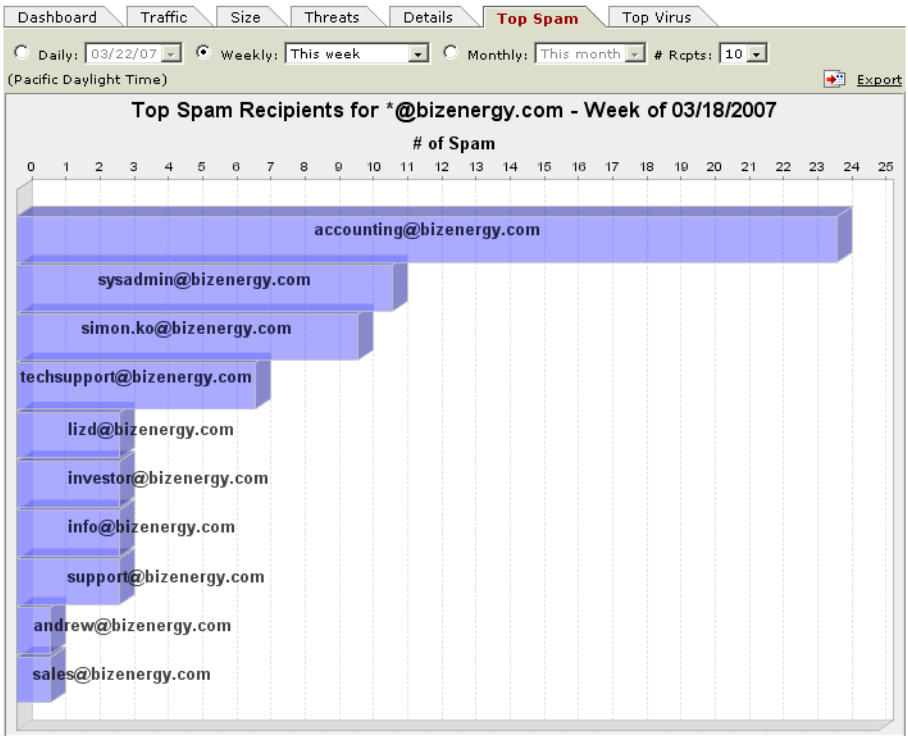 Dashboard Traffic Size Threats Details Top Spam Top Virus
Daily: 03/22/07 Weekly: This week Monthly: This month # Rcpts: 10
(Pacific Daylight Time) Export
Top Spam Recipients for *@bizenergy.com - Week of 03/18/2007
# of Spam
0 1 2 3 4 5 6 7 8 9 10 11 12 13 14 15 16 17 18 19 20 21 22 23 24 25
accounting@bizenergy.com
sysadmin@bizenergy.com
simon.ko@bizenergy.com
techsupport@bizenergy.com
lizd@bizenergy.com
investor@bizenergy.com
info@bizenergy.com
support@bizenergy.com
andrew@bizenergy.com
sales@bizenergy.com